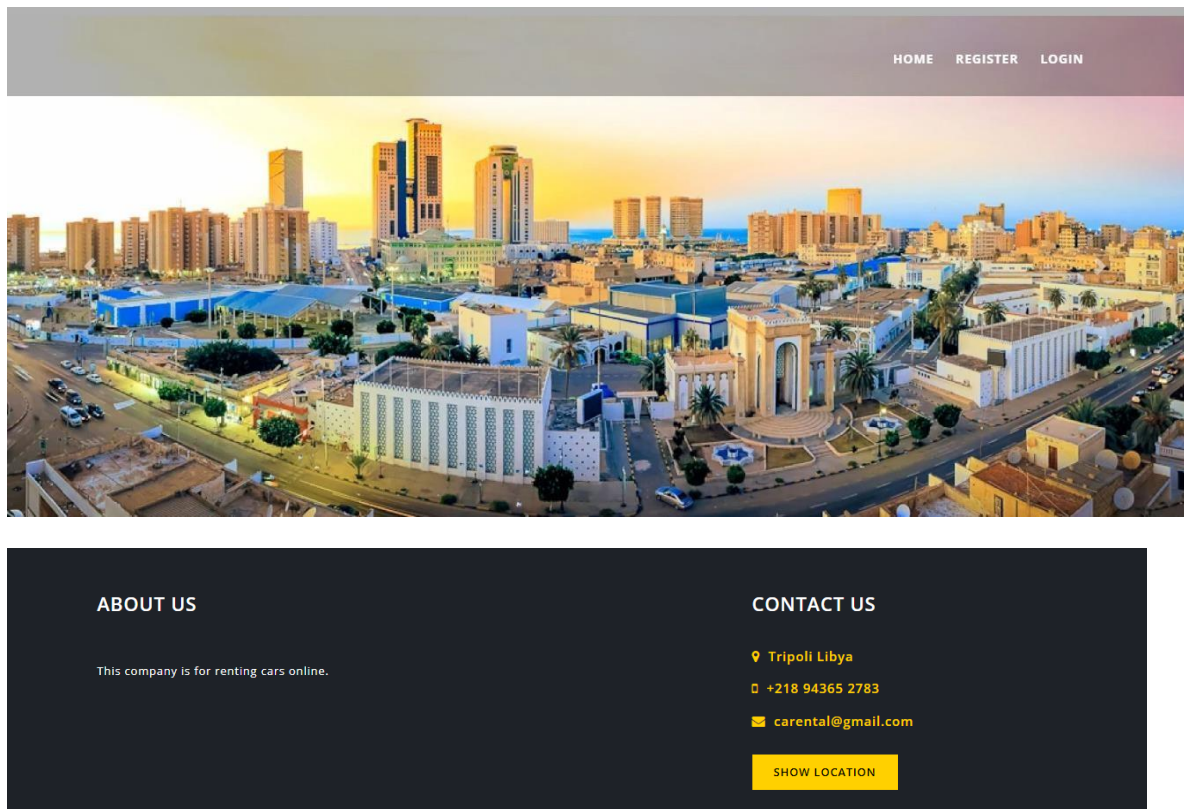 HOME REGISTER LOGIN
ABOUT US
This company is for renting cars online.
CONTACT US
Tripoli Libya
+218 94365 2783
carental@gmail.com
SHOW LOCATION